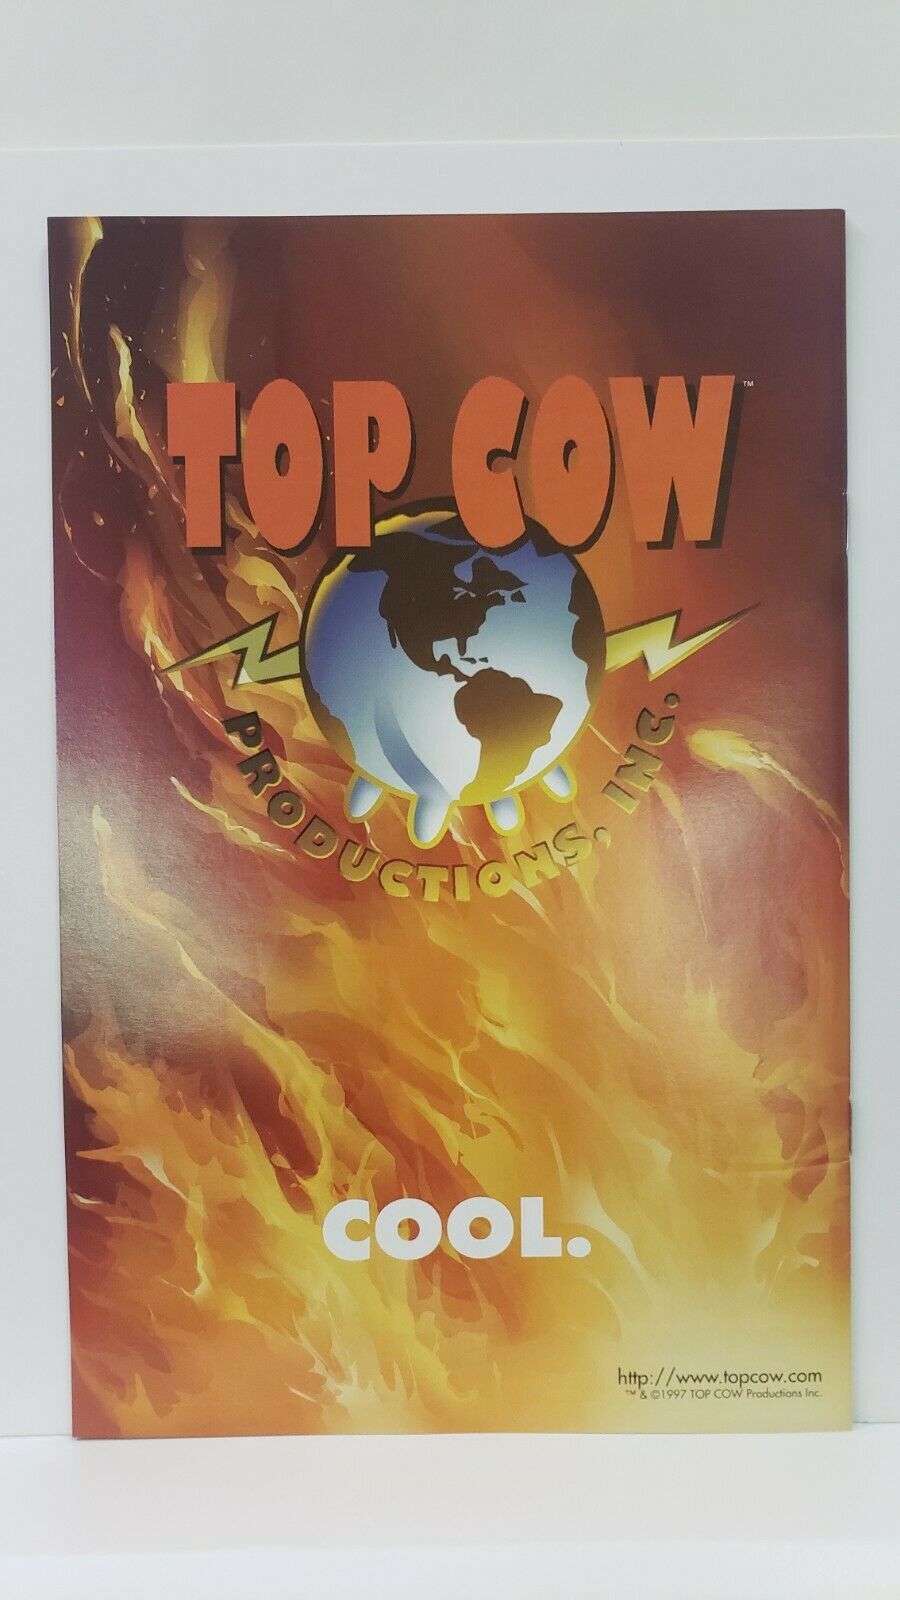 TOP COW™
PRODUCTIONS, INC.
COOL.
http://www.topcow.com
™ & ©1997 TOP COW Productions Inc.